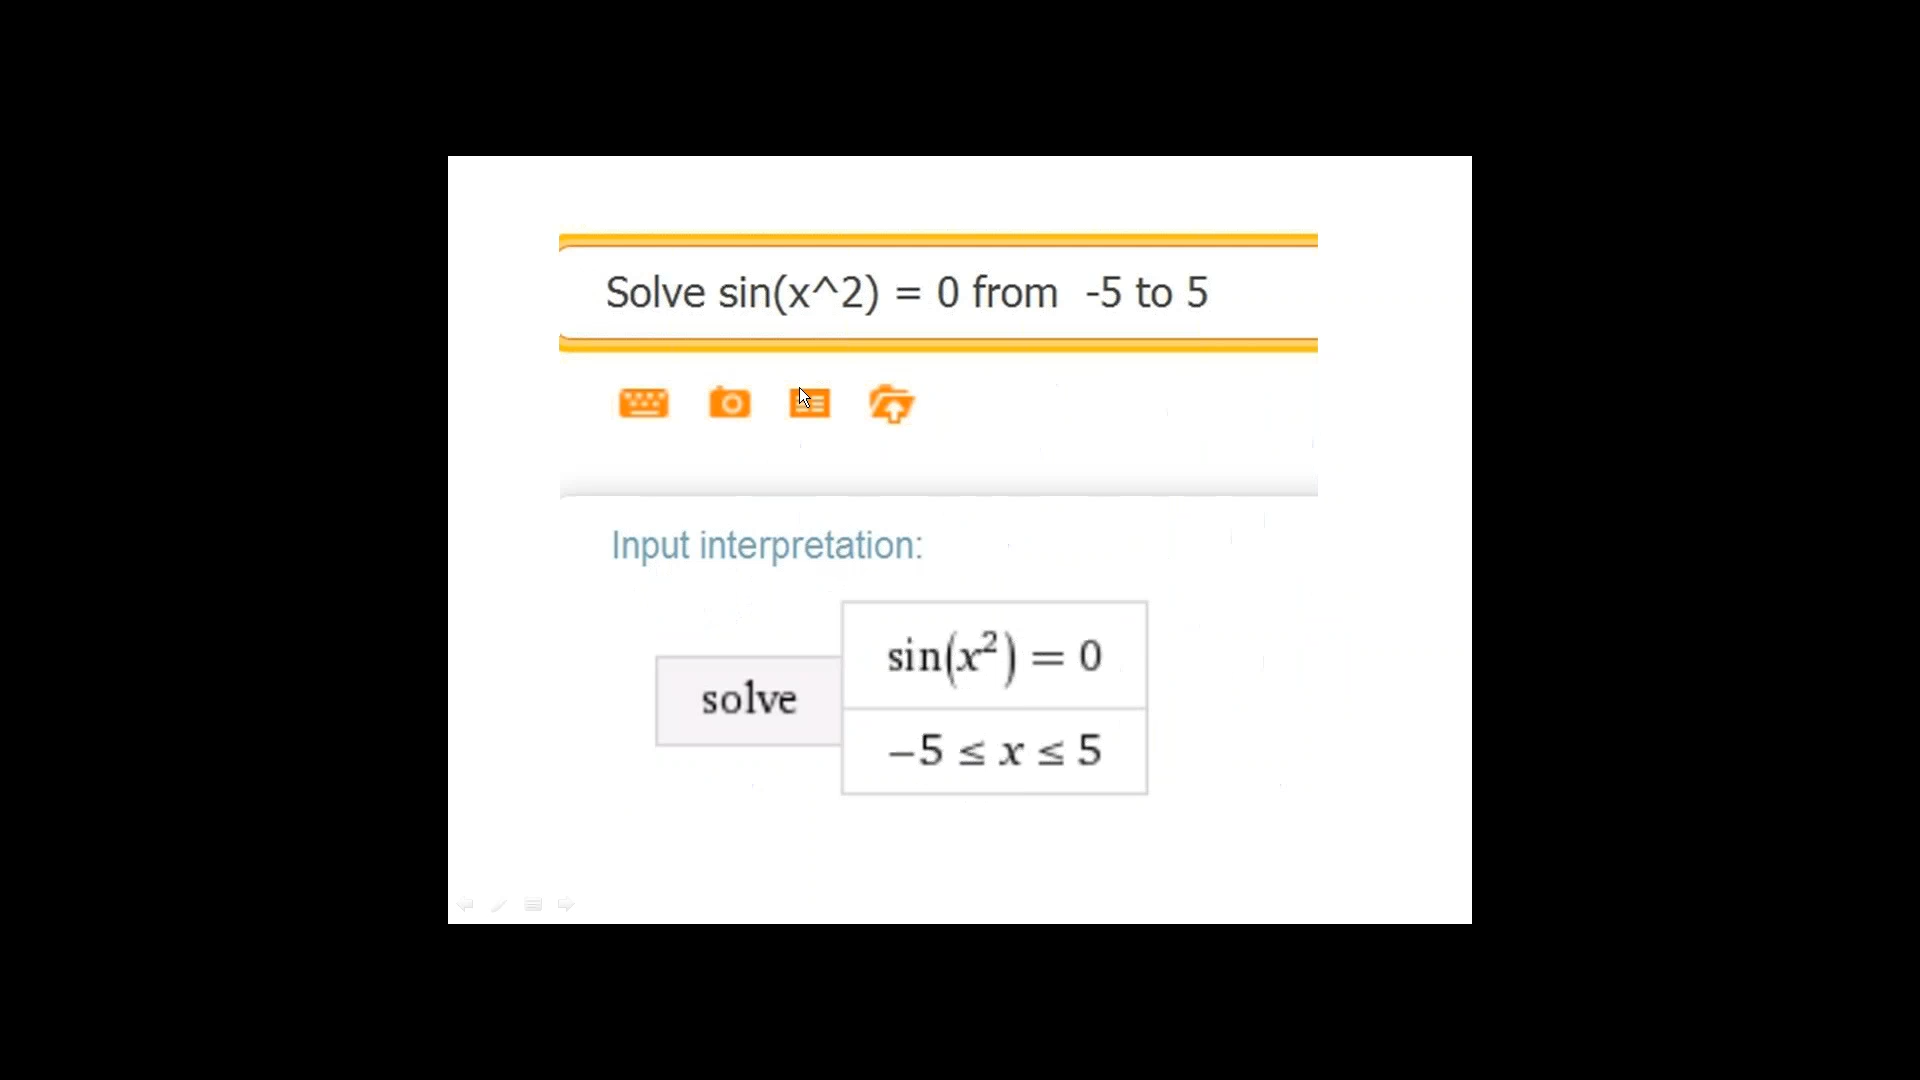 Solve sin(x^2) = 0 from  -5 to 5
Input interpretation:
sin(x²) = 0
solve
−5 ≤ x ≤ 5